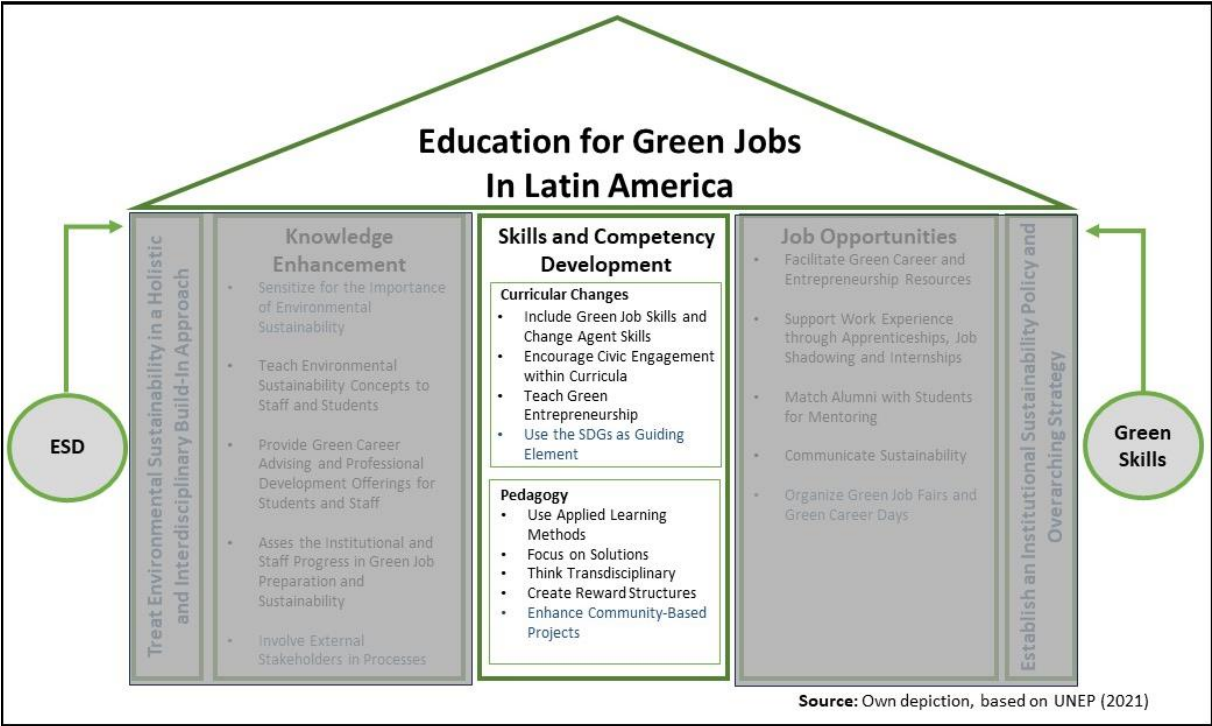 Education for Green Jobs
In Latin America
ESD
Treat Environmental Sustainability in a Holistic
and Interdisciplinary Build-In Approach
Knowledge
Enhancement
• Sensitize for the Importance
of Environmental
Sustainability
• Teach Environmental
Sustainability Concepts to
Staff and Students
• Provide Green Career
Advising and Professional
Development Offerings for
Students and Staff
• Asses the Institutional and
Staff Progress in Green Job
Preparation and
Sustainability
• Involve External
Stakeholders in Processes
Skills and Competency
Development
Curricular Changes
• Include Green Job Skills and
Change Agent Skills
• Encourage Civic Engagement
within Curricula
• Teach Green
Entrepreneurship
• Use the SDGs as Guiding
Element
Pedagogy
• Use Applied Learning
Methods
• Focus on Solutions
• Think Transdisciplinary
• Create Reward Structures
• Enhance Community-Based
Projects
Job Opportunities
• Facilitate Green Career and
Entrepreneurship Resources
• Support Work Experience
through Apprenticeships, Job
Shadowing and Internships
• Match Alumni with Students
for Mentoring
• Communicate Sustainability
• Organize Green Job Fairs and
Green Career Days
Establish an Institutional Sustainability Policy and
Overarching Strategy
Green
Skills
Source: Own depiction, based on UNEP (2021)